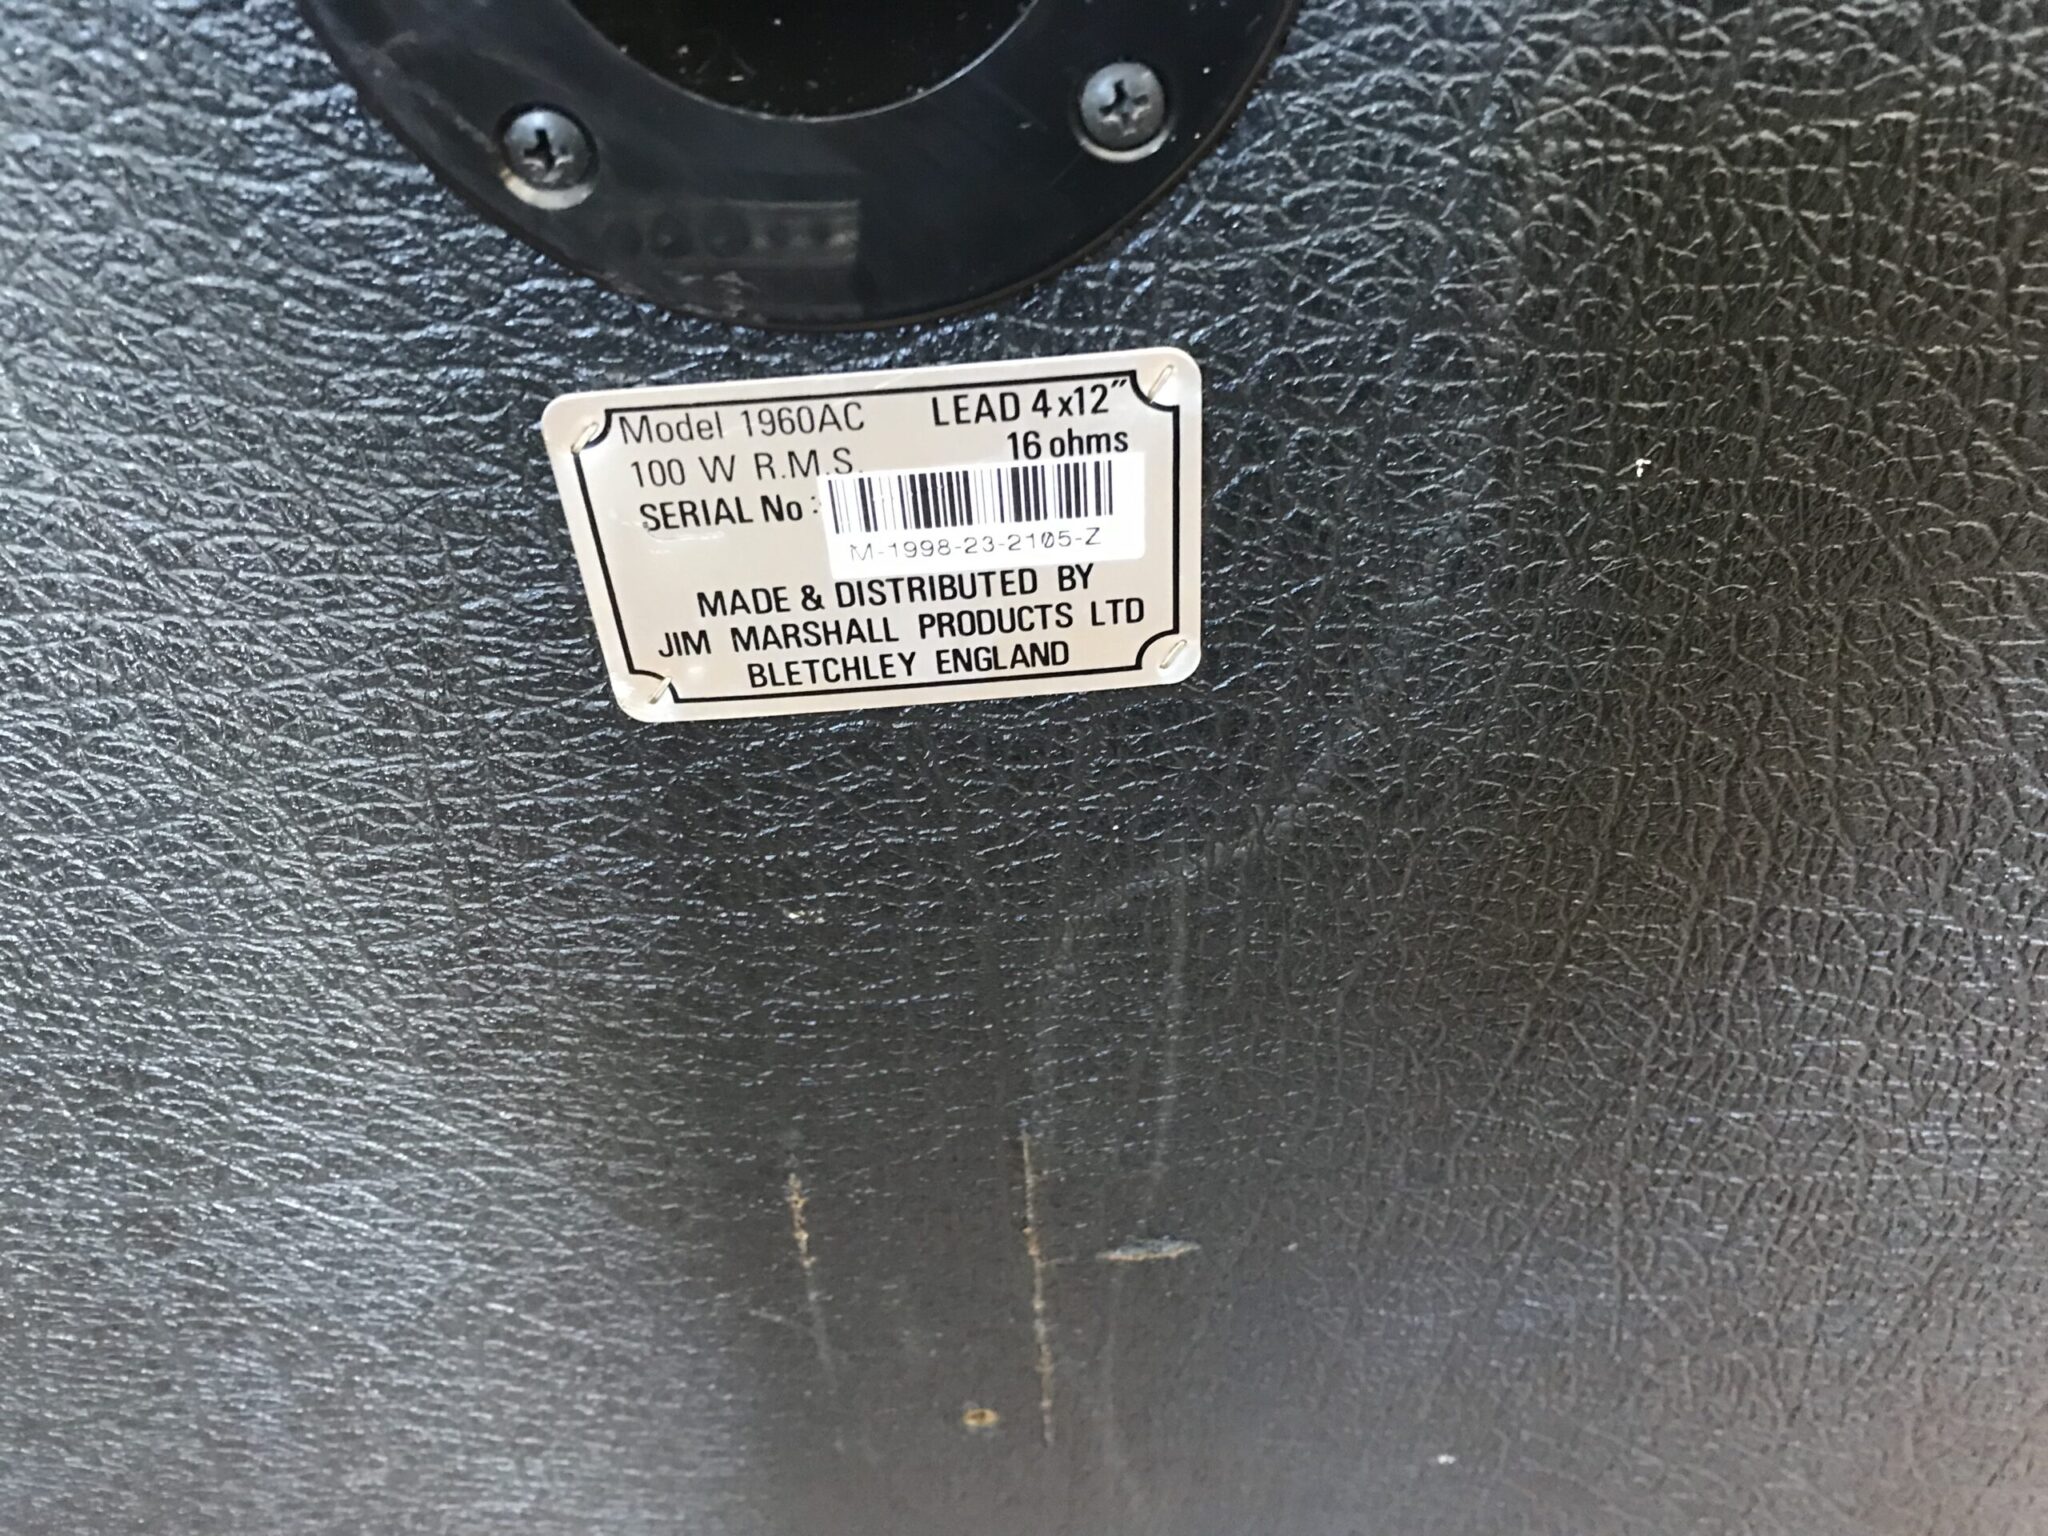 Model 1960AC LEAD 4x12"
100 W R.M.S. 16 ohms
SERIAL No :
M-1998-23-2105-Z
MADE & DISTRIBUTED BY
JIM MARSHALL PRODUCTS LTD
BLETCHLEY ENGLAND